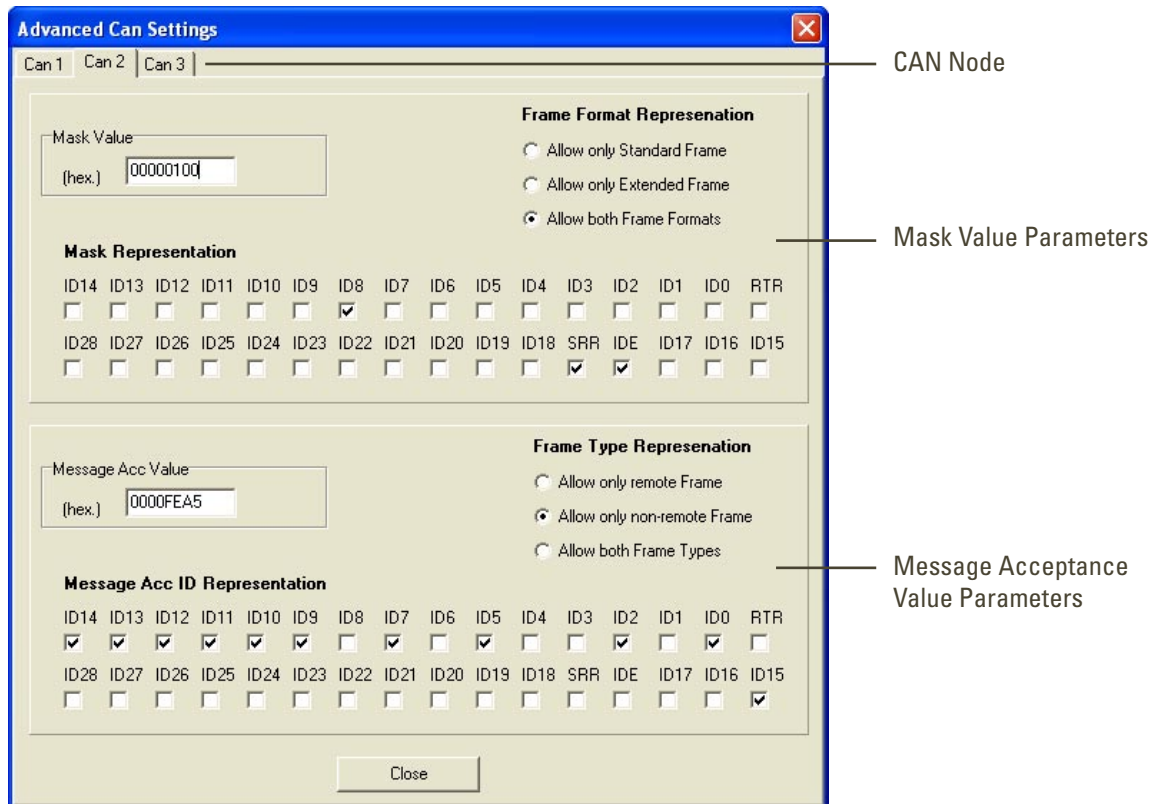 Advanced Can Settings
Can 1 Can 2 Can 3
CAN Node
Frame Format Represenation
Mask Value
(hex.) 00000100
Allow only Standard Frame
Allow only Extended Frame
Allow both Frame Formats
Mask Value Parameters
Mask Representation
ID14 ID13 ID12 ID11 ID10 ID9 ID8 ID7 ID6 ID5 ID4 ID3 ID2 ID1 ID0 RTR
ID28 ID27 ID26 ID25 ID24 ID23 ID22 ID21 ID20 ID19 ID18 SRR IDE ID17 ID16 ID15
Frame Type Represenation
Message Acc Value
(hex.) 0000FEA5
Allow only remote Frame
Allow only non-remote Frame
Allow both Frame Types
Message Acceptance
Value Parameters
Message Acc ID Representation
ID14 ID13 ID12 ID11 ID10 ID9 ID8 ID7 ID6 ID5 ID4 ID3 ID2 ID1 ID0 RTR
ID28 ID27 ID26 ID25 ID24 ID23 ID22 ID21 ID20 ID19 ID18 SRR IDE ID17 ID16 ID15
Close